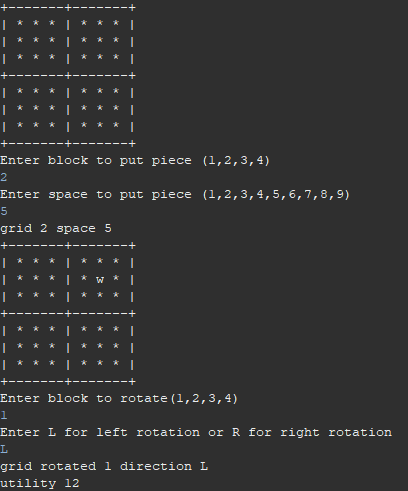 +-------+-------+
| * * * | * * * |
| * * * | * * * |
| * * * | * * * |
+-------+-------+
| * * * | * * * |
| * * * | * * * |
| * * * | * * * |
+-------+-------+
Enter block to put piece (1,2,3,4)
2
Enter space to put piece (1,2,3,4,5,6,7,8,9)
5
grid 2 space 5
+-------+-------+
| * * * | * * * |
| * * * | * w * |
| * * * | * * * |
+-------+-------+
| * * * | * * * |
| * * * | * * * |
| * * * | * * * |
+-------+-------+
Enter block to rotate(1,2,3,4)
1
Enter L for left rotation or R for right rotation
L
grid rotated 1 direction L
utility 12